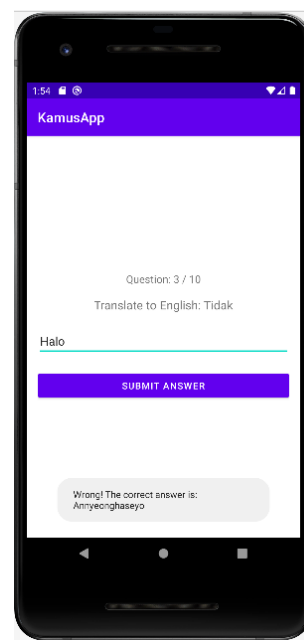 1:54
KamusApp
Question: 3 / 10
Translate to English: Tidak
Halo
SUBMIT ANSWER
Wrong! The correct answer is:
Annyeonghaseyo